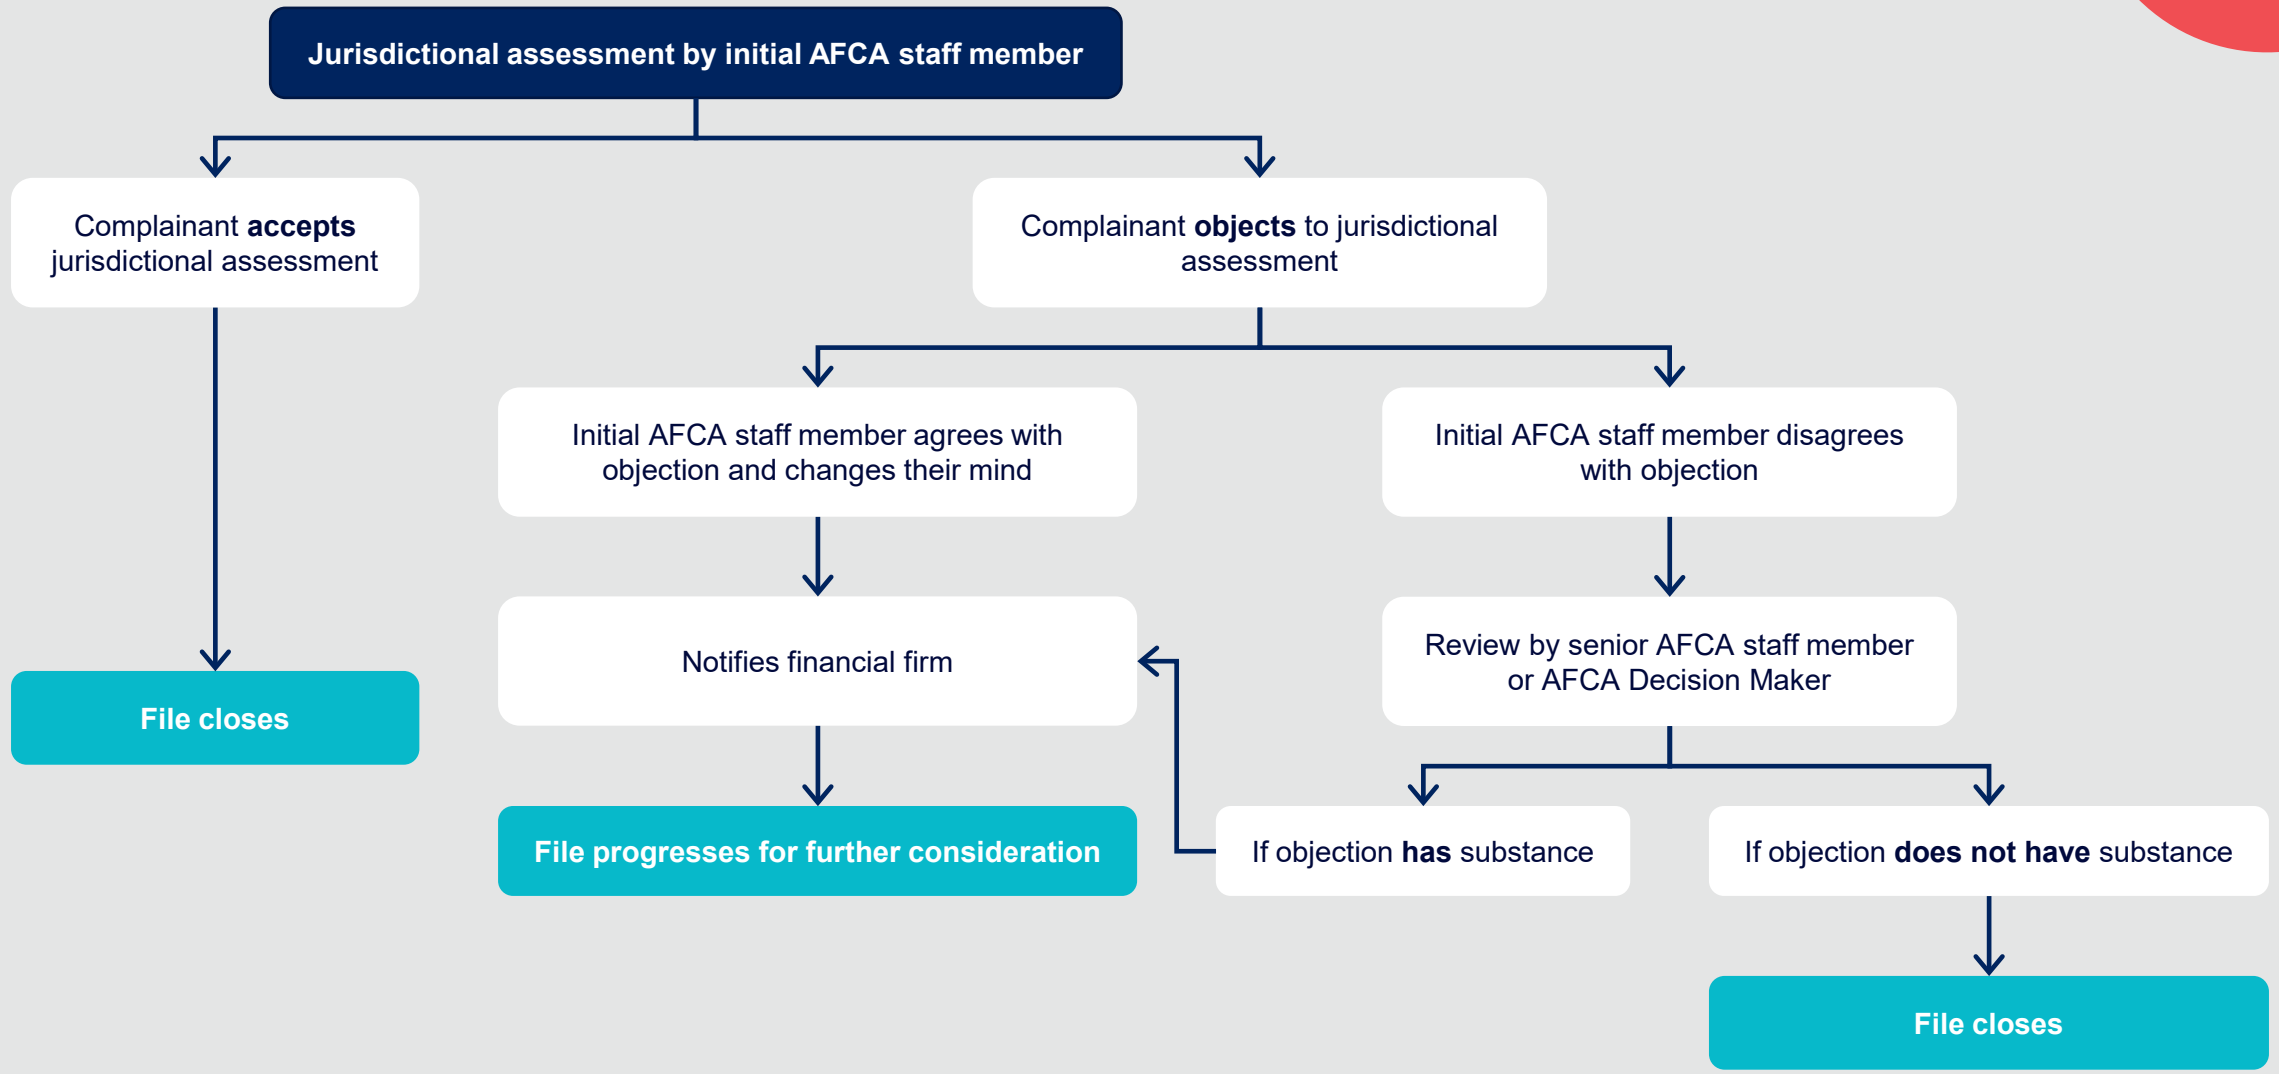 Jurisdictional assessment by initial AFCA staff member
Complainant accepts
jurisdictional assessment
Complainant objects to jurisdictional
assessment
Initial AFCA staff member agrees with
objection and changes their mind
Initial AFCA staff member disagrees
with objection
Notifies financial firm
Review by senior AFCA staff member
or AFCA Decision Maker
File closes
File progresses for further consideration
If objection has substance
If objection does not have substance
File closes